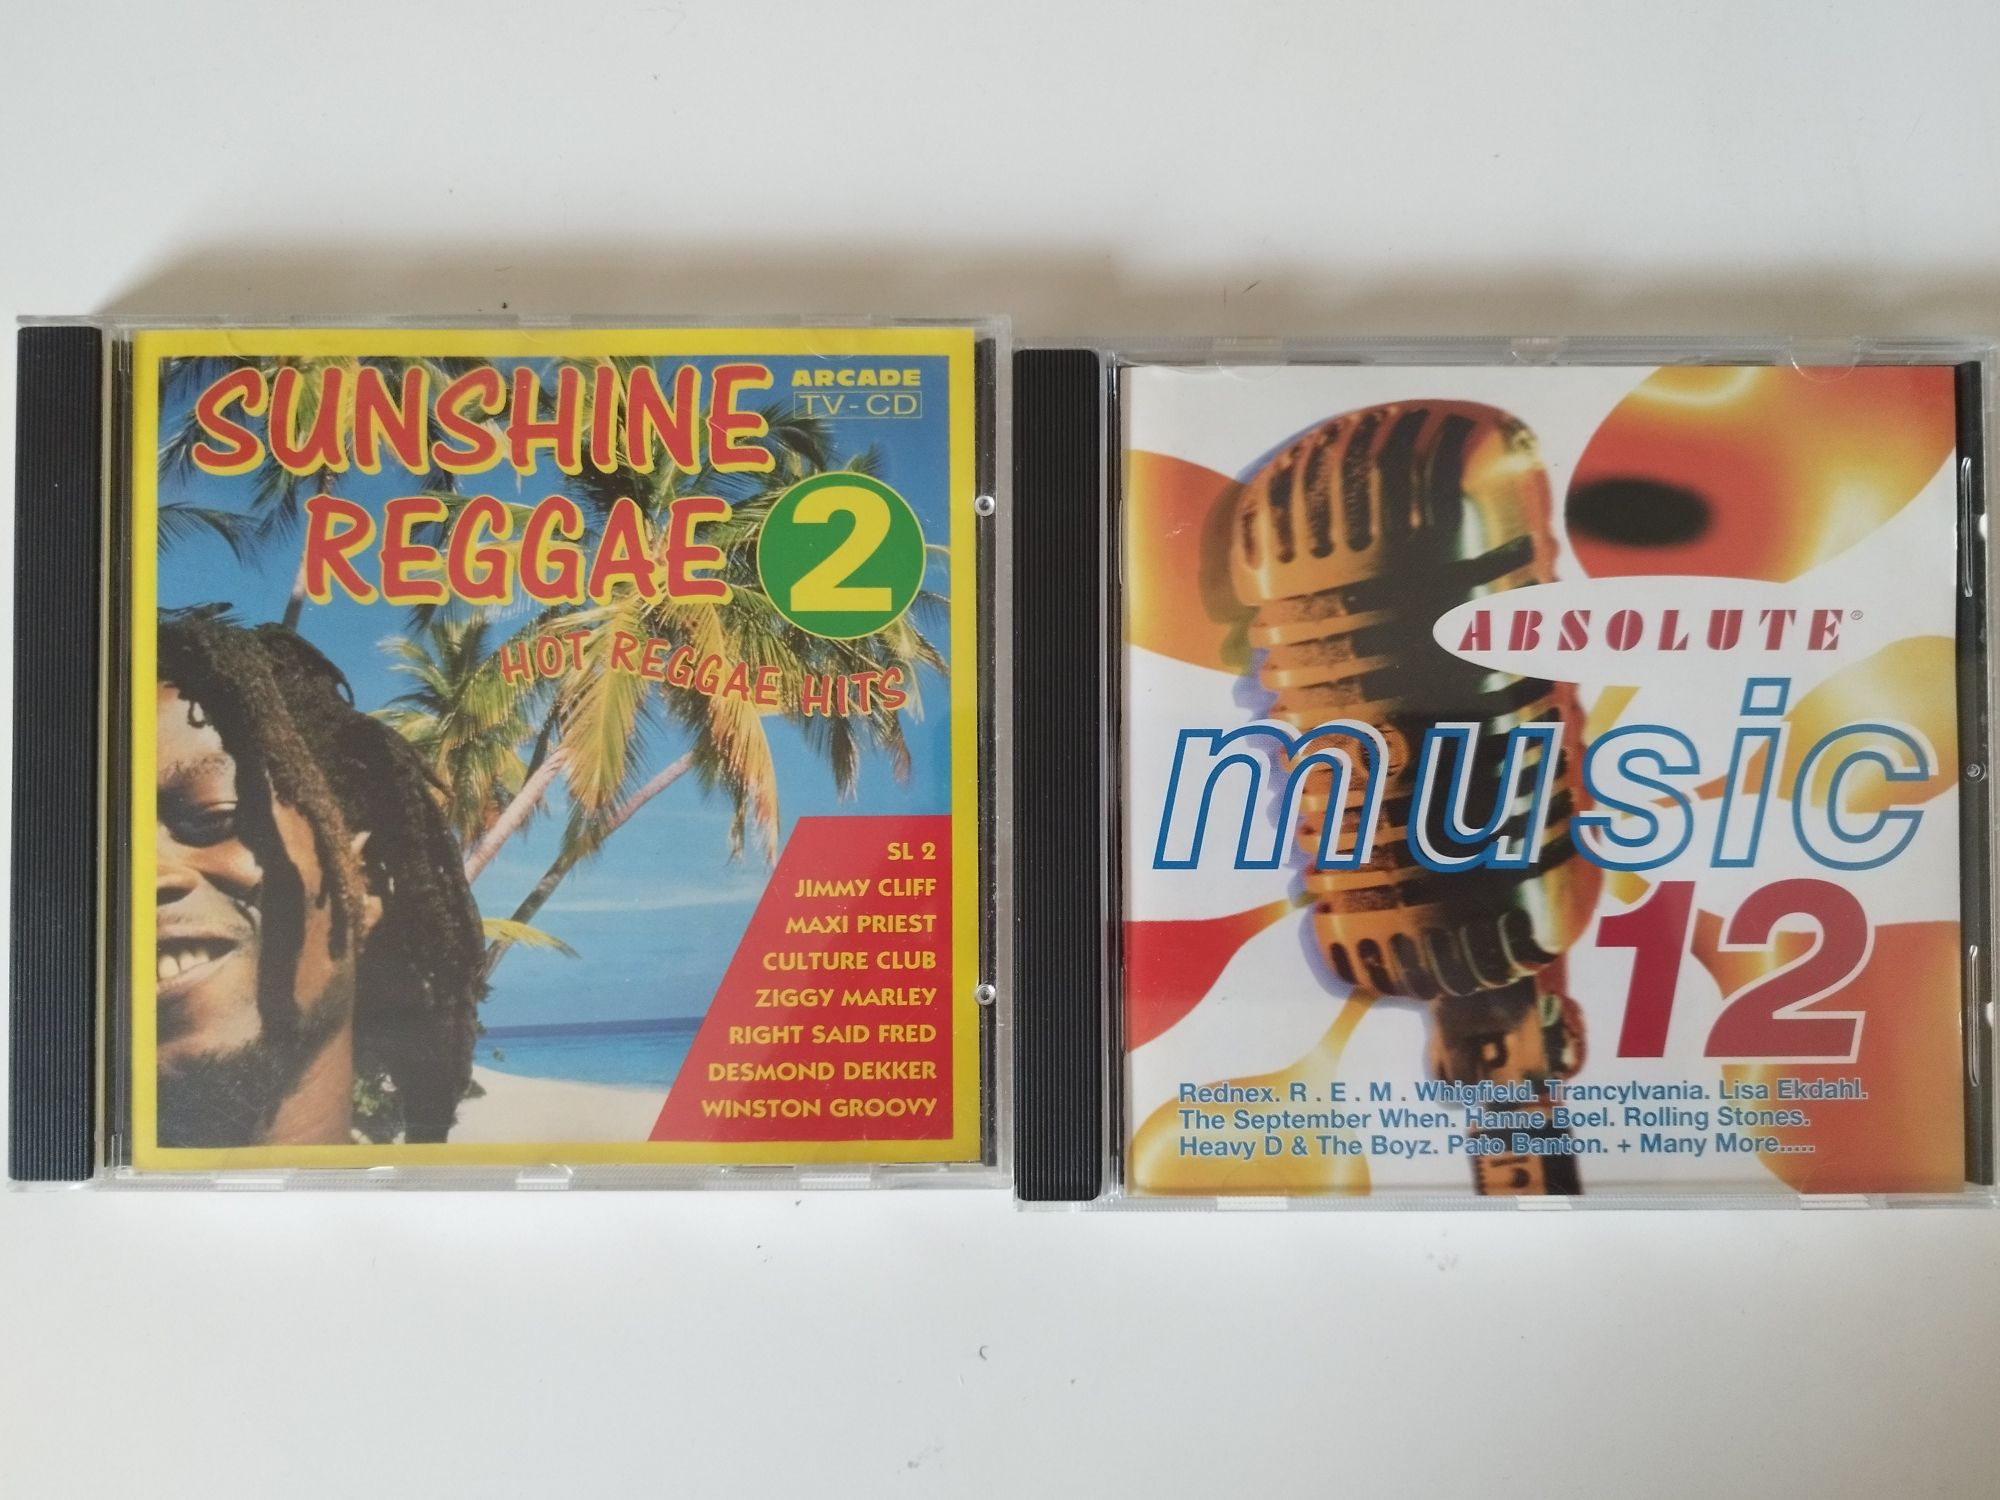 SUNSHINE
REGGAE 2
ARCADE
TV-CD
HOT REGGAE HITS
SL 2
JIMMY CLIFF
MAXI PRIEST
CULTURE CLUB
ZIGGY MARLEY
RIGHT SAID FRED
DESMOND DEKKER
WINSTON GROOVY
ABSOLUTE®
music
12
Rednex. R . E . M . Whigfield. Trancylvania. Lisa Ekdahl.
The September When. Hanne Boel. Rolling Stones.
Heavy D & The Boyz. Pato Banton. + Many More.....